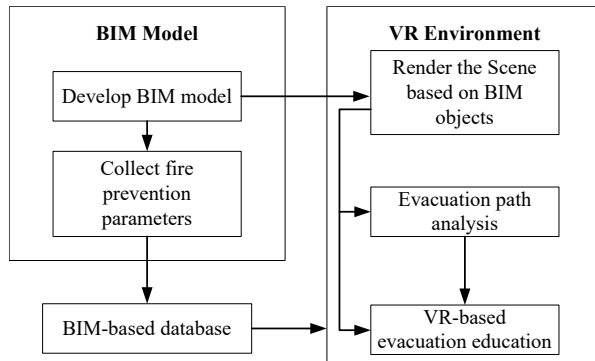 BIM Model
Develop BIM model
Collect fire
prevention
parameters
BIM-based database
VR Environment
Render the Scene
based on BIM
objects
Evacuation path
analysis
VR-based
evacuation education